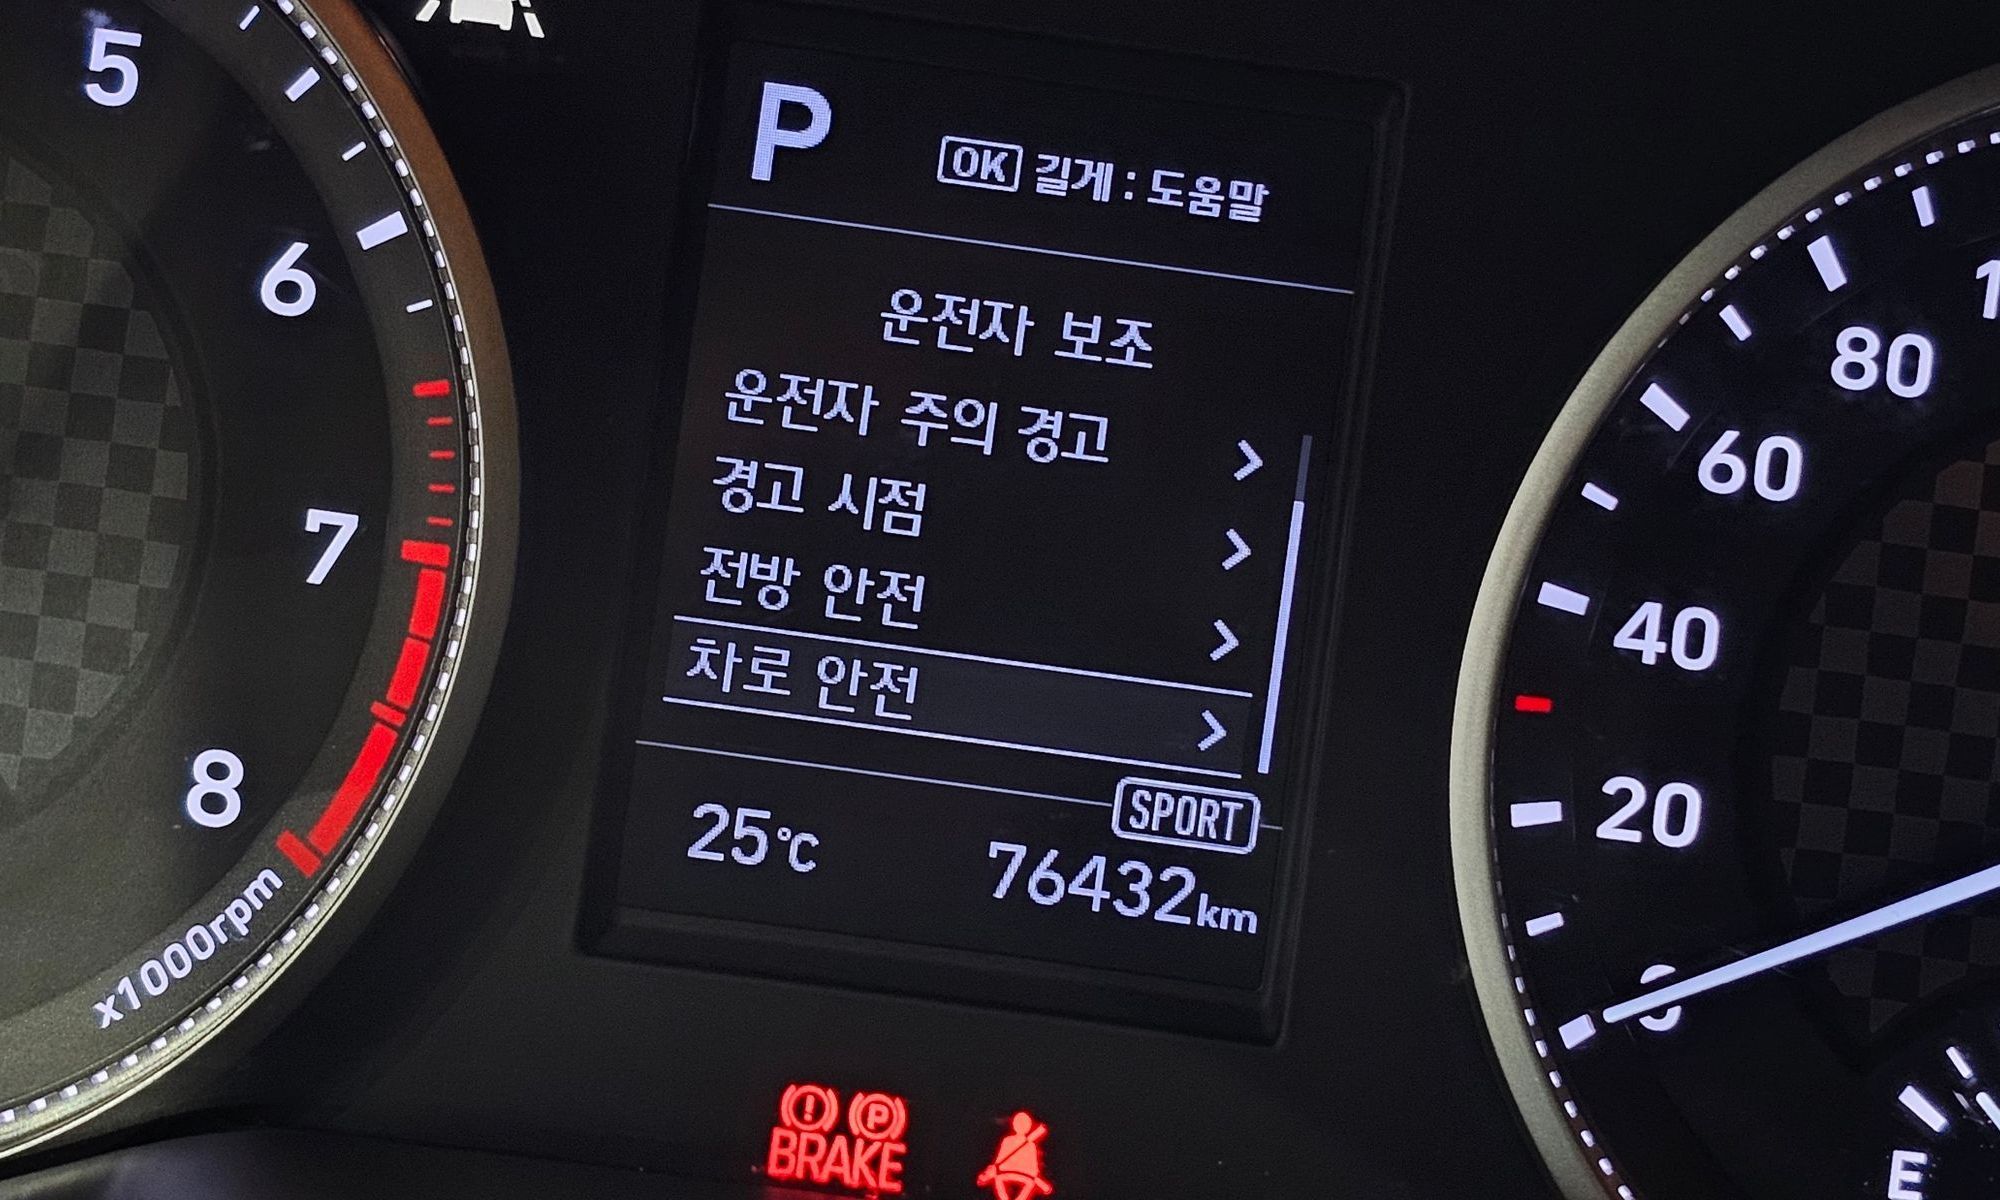 5
6
7
8
x1000rpm
P
OK 길게 : 도움말
운전자 보조
운전자 주의 경고
경고 시점
전방 안전
차로 안전
SPORT
25°C
76432km
80
60
40
20
0
E
P
BRAKE